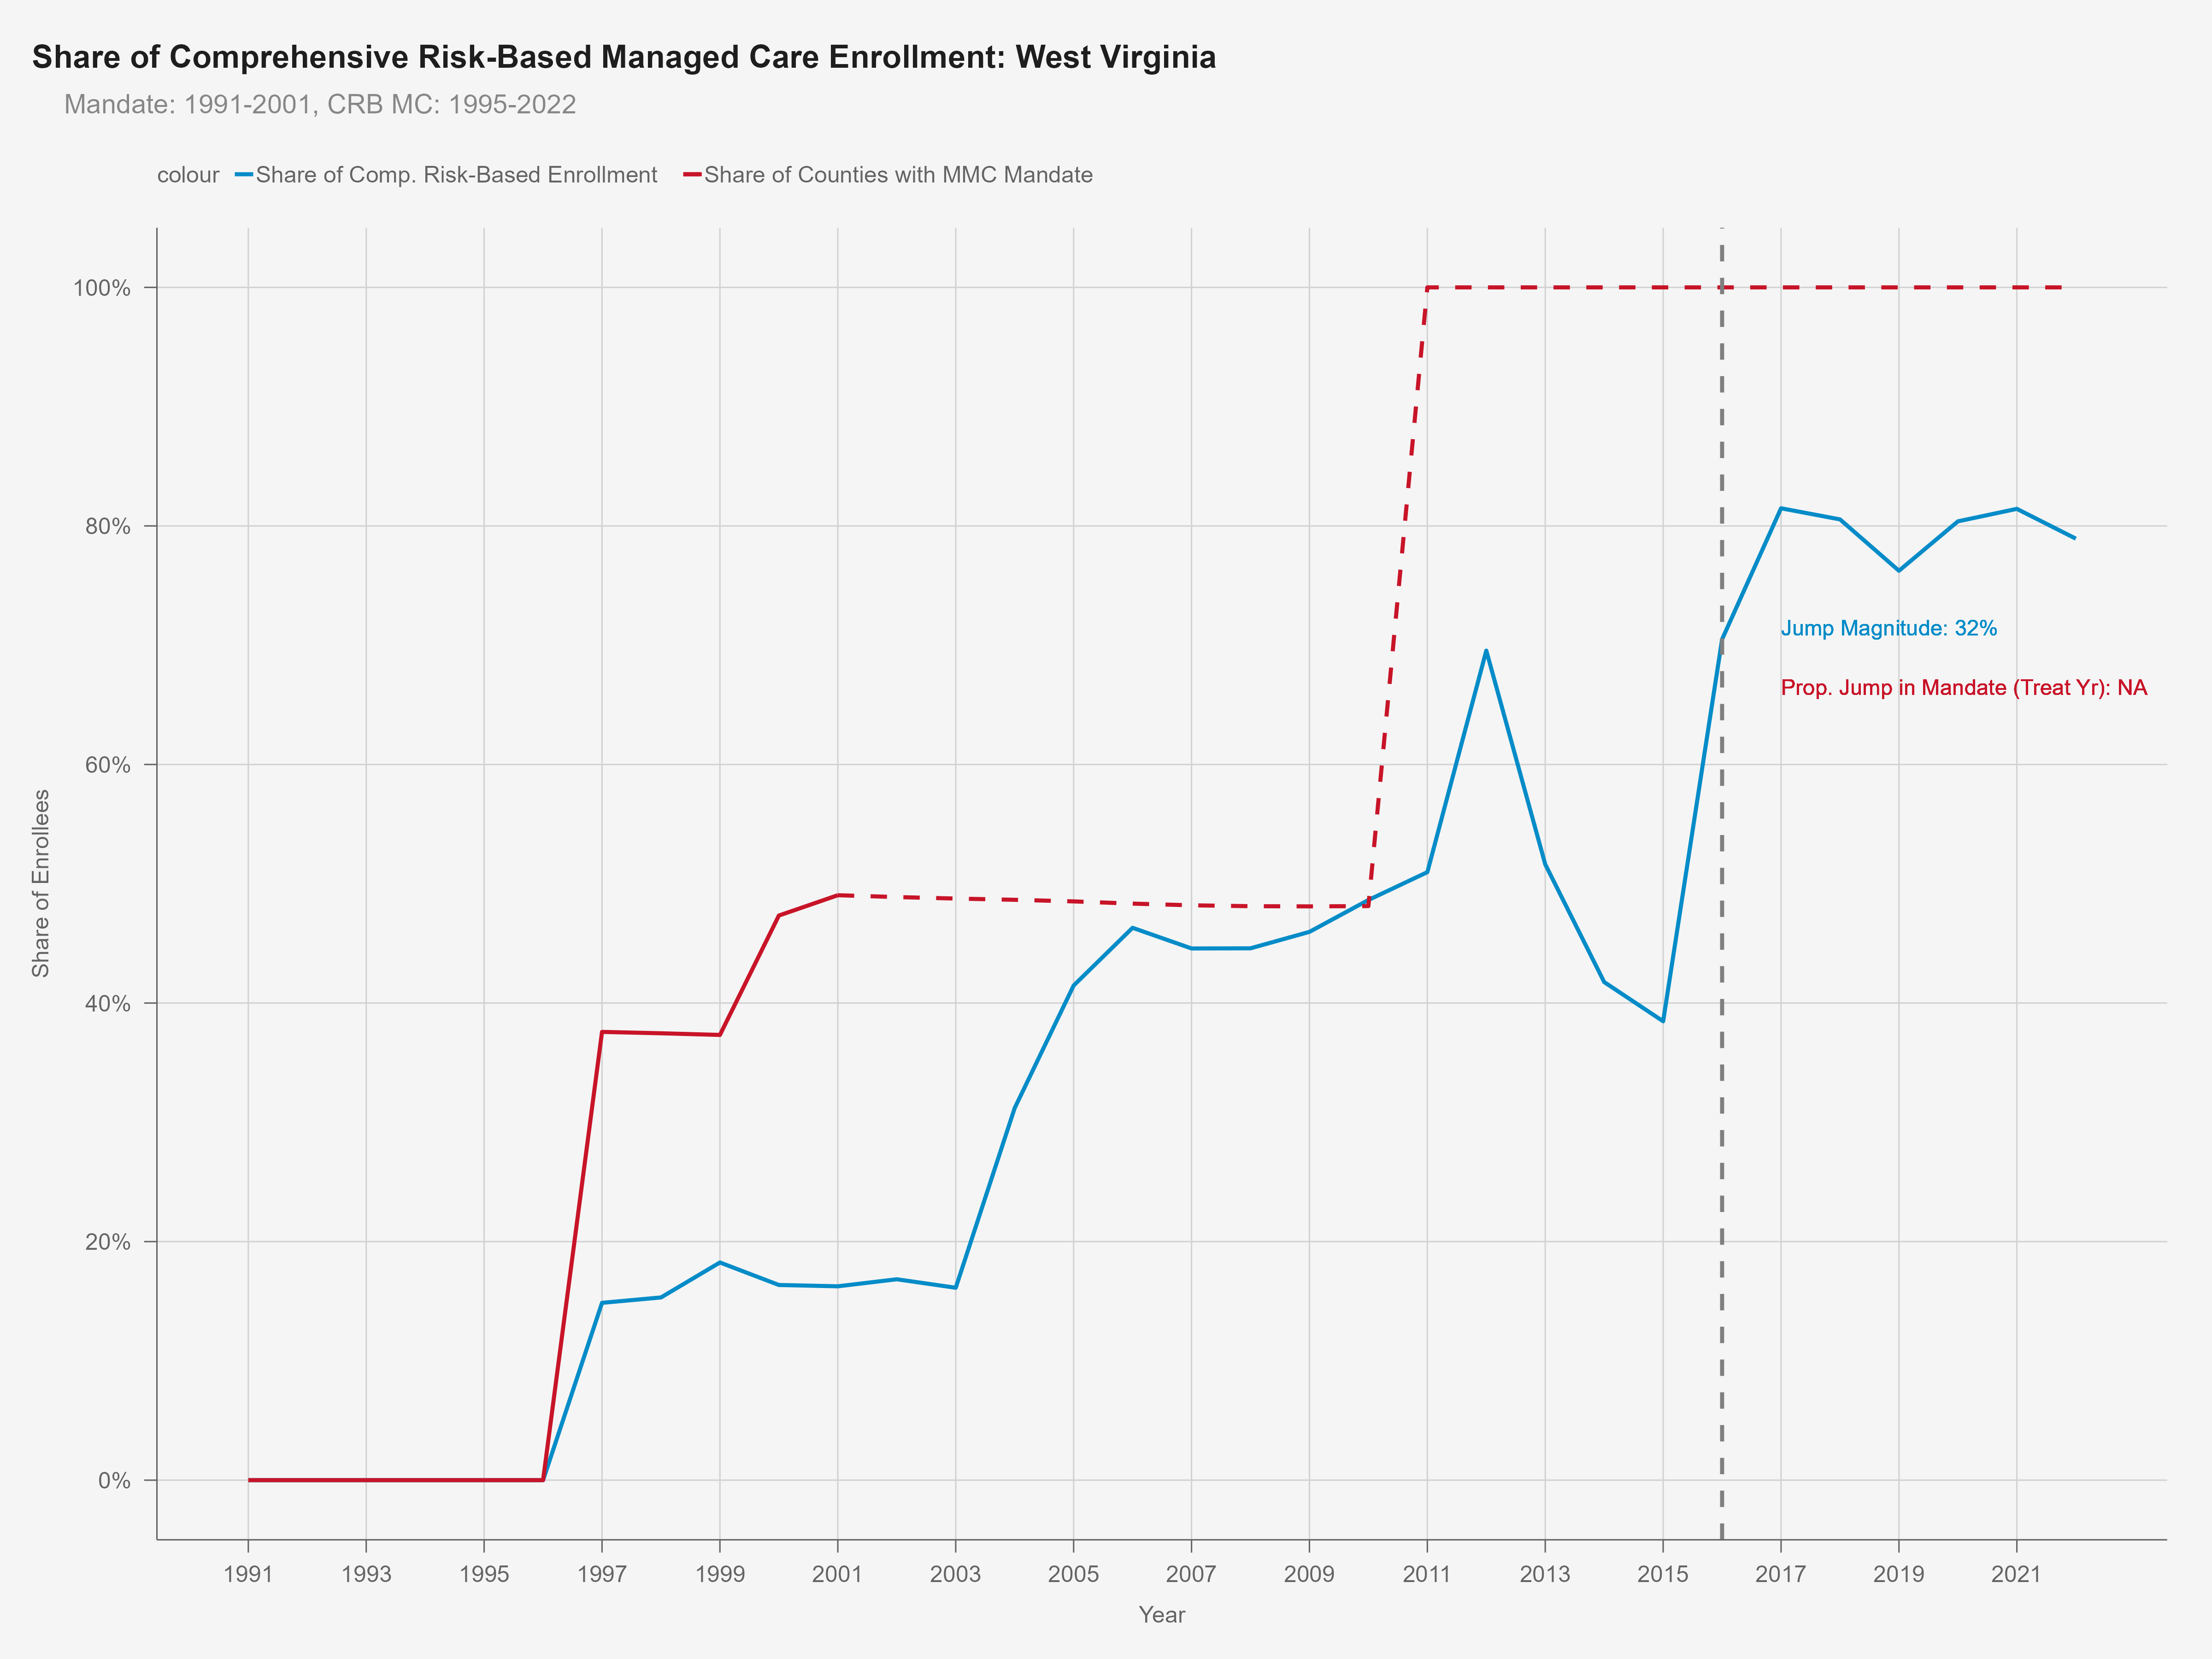 Share of Comprehensive Risk-Based Managed Care Enrollment: West Virginia
Mandate: 1991-2001, CRB MC: 1995-2022
colour Share of Comp. Risk-Based Enrollment Share of Counties with MMC Mandate
100%
80%
60%
40%
20%
0%
Share of Enrollees
Jump Magnitude: 32%
Prop. Jump in Mandate (Treat Yr): NA
1991 1993 1995 1997 1999 2001 2003 2005 2007 2009 2011 2013 2015 2017 2019 2021
Year